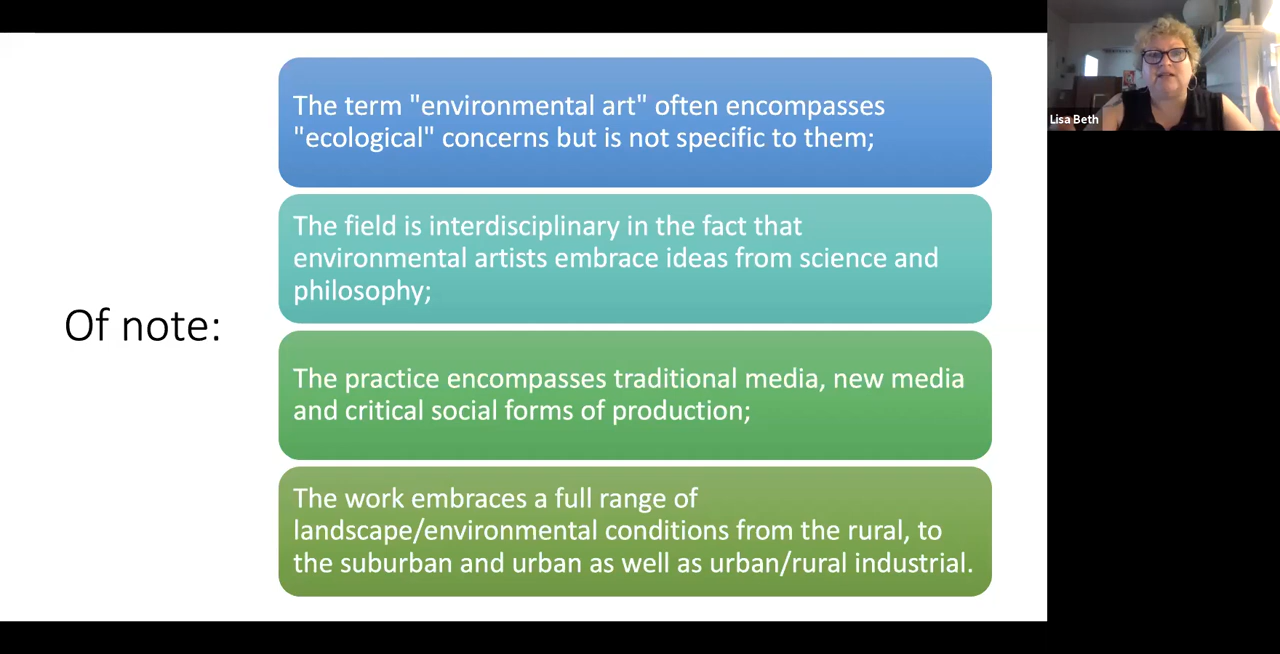 Of note:
The term "environmental art" often encompasses
"ecological" concerns but is not specific to them;
The field is interdisciplinary in the fact that
environmental artists embrace ideas from science and
philosophy;
The practice encompasses traditional media, new media
and critical social forms of production;
The work embraces a full range of
landscape/environmental conditions from the rural, to
the suburban and urban as well as urban/rural industrial.
Lisa Beth